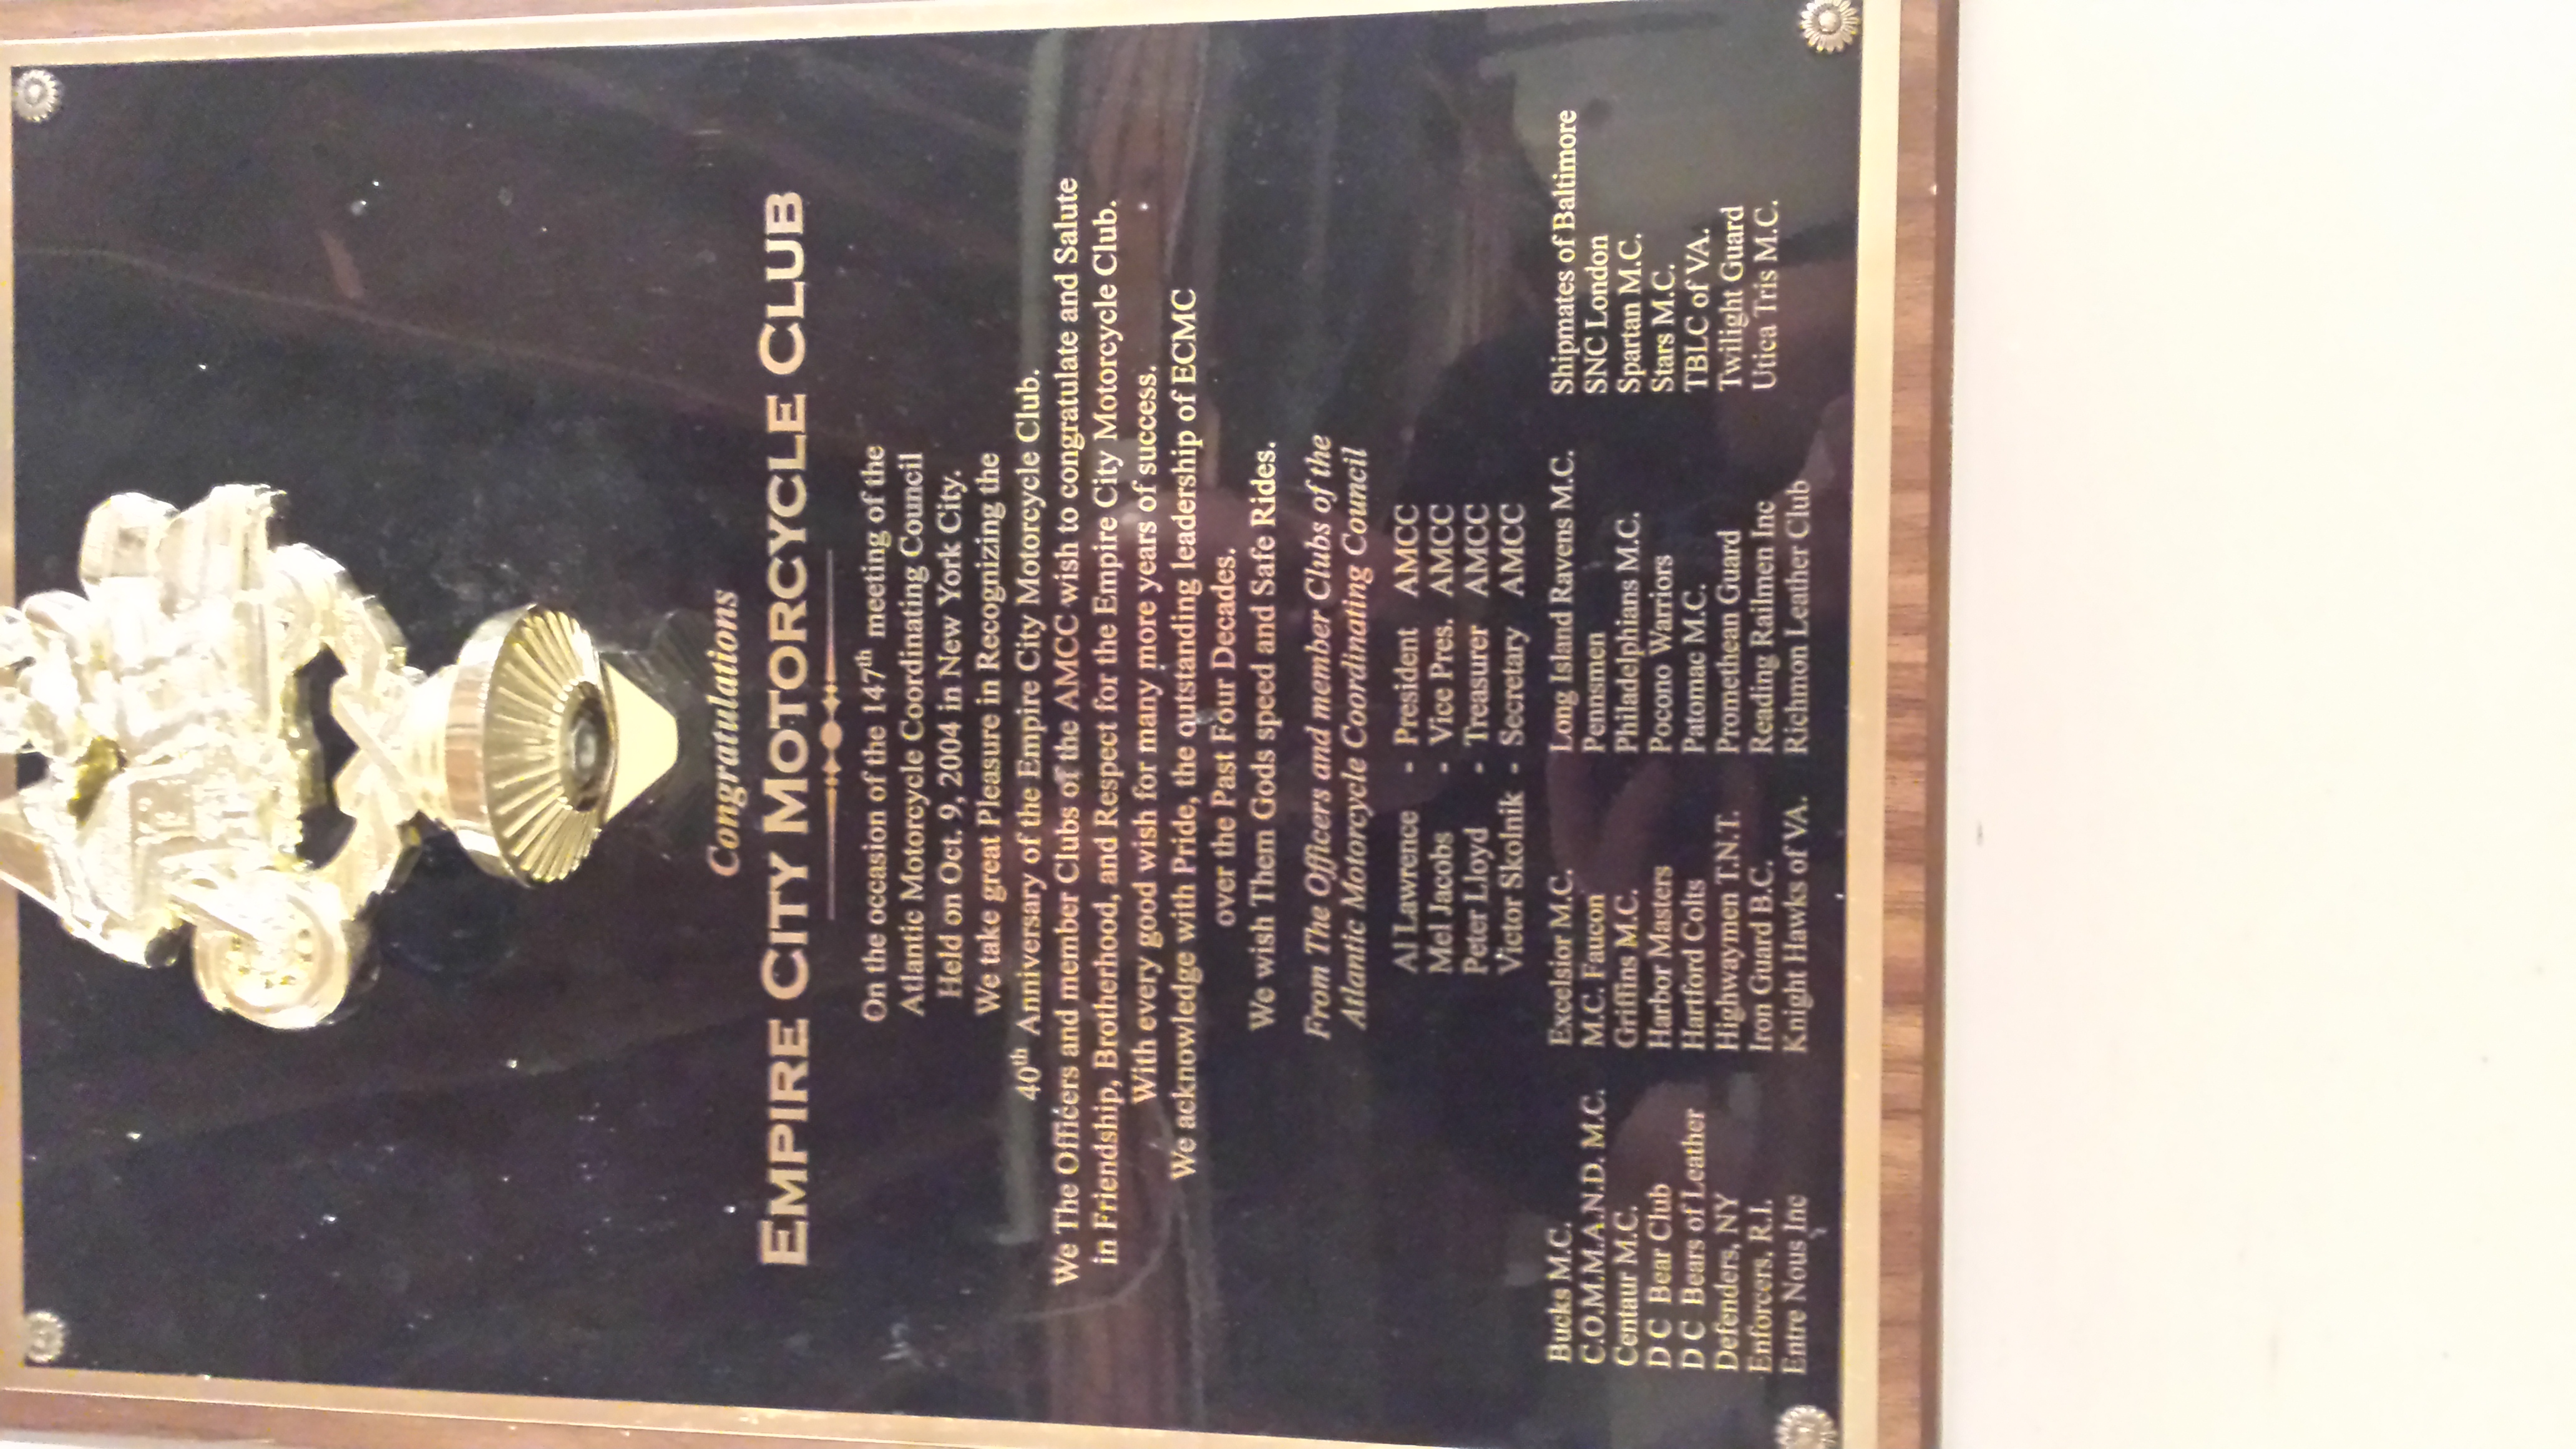 Congratulations
EMPIRE CITY MOTORCYCLE CLUB
On the occasion of the 147th meeting of the
Atlantic Motorcycle Coordinating Council
Held on Oct. 9, 2004 in New York City.
We take great Pleasure in Recognizing the
40th Anniversary of the Empire City Motorcycle Club.
We The Officers and member Clubs of the AMCC wish to congratulate and Salute
in Friendship, Brotherhood, and Respect for the Empire City Motorcycle Club.
With every good wish for many more years of success.
We acknowledge with Pride, the outstanding leadership of ECMC
over the Past Four Decades.
We wish Them Gods speed and Safe Rides.
From The Officers and member Clubs of the
Atlantic Motorcycle Coordinating Council
Al Lawrence - President AMCC
Mel Jacobs - Vice Pres. AMCC
Peter Lloyd - Treasurer AMCC
Victor Skolnik - Secretary AMCC
Bucks M.C.
C.O.M.M.A.N.D. M.C.
Centaur M.C.
D C Bear Club
D C Bears of Leather
Defenders, NY
Enforcers, R.I.
Entre Nous Inc
Excelsior M.C.
M.C. Faucon
Griffins M.C.
Harbor Masters
Hartford Colts
Highwaymen T.N.T.
Iron Guard B.C.
Knight Hawks of VA.
Long Island Ravens M.C.
Pennsmen
Philadelphians M.C.
Pocono Warriors
Patomac M.C.
Promethean Guard
Reading Railmen Inc
Richmon Leather Club
Shipmates of Baltimore
SNC London
Spartan M.C.
Stars M.C.
TBLC of VA.
Twilight Guard
Utica Tris M.C.